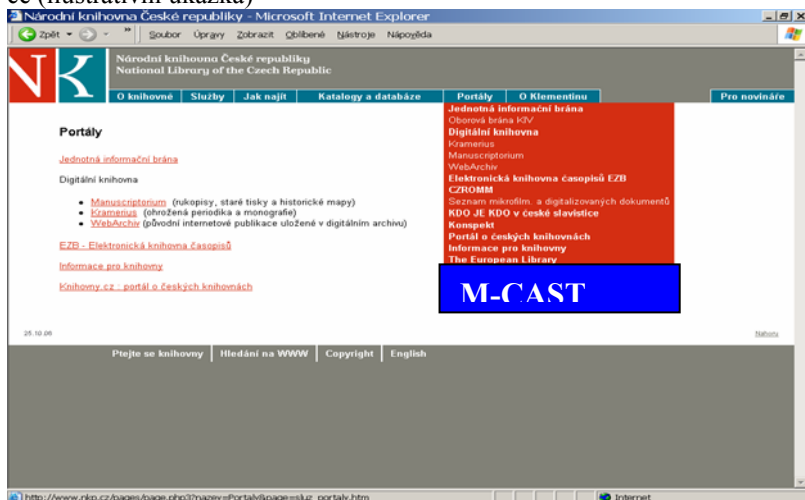 ce (ilustrativní ukázka)
Národní knihovna České republiky - Microsoft Internet Explorer
Zpět Soubor Úpravy Zobrazit Oblíbené Nástroje Nápověda
Národní knihovna České republiky
National Library of the Czech Republic
O knihovně Služby Jak najít Katalogy a databáze Portály O Klementinu Pro novináře
Portály
Jednotná informační brána
Digitální knihovna
Manuscriptorium (rukopisy, staré tisky a historické mapy)
Kramerius (ohrožená periodika a monografie)
WebArchiv (původní internetové publikace uložené v digitálním archivu)
EZB - Elektronická knihovna časopisů
Informace pro knihovny
Knihovny.cz : portál o českých knihovnách
Jednotná informační brána
Oborová brána KIV
Digitální knihovna
Kramerius
Manuscriptorium
WebArchiv
Elektronická knihovna časopisů EZB
CZROMM
Seznam mikrofilm. a digitalizovaných dokumentů
KDO JE KDO v české slavistice
Konspekt
Portál o českých knihovnách
Informace pro knihovny
The European Library
M-CAST
25.10.06
Nahoru
Ptejte se knihovny Hledání na WWW Copyright English
http://www.nkp.cz/pages/page.php3?nazev=Portaly&page=sluz_portaly.htm Internet